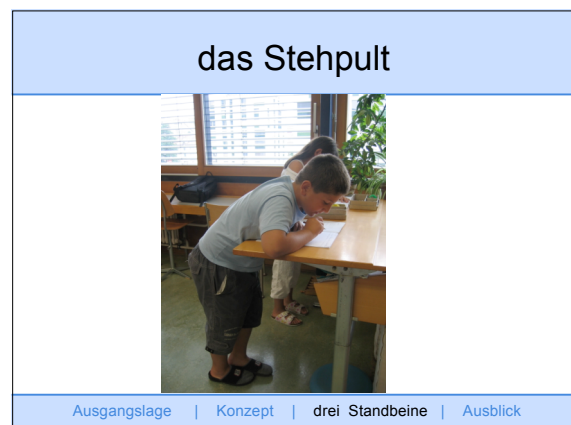 das Stehpult
Ausgangslage | Konzept | drei Standbeine | Ausblick